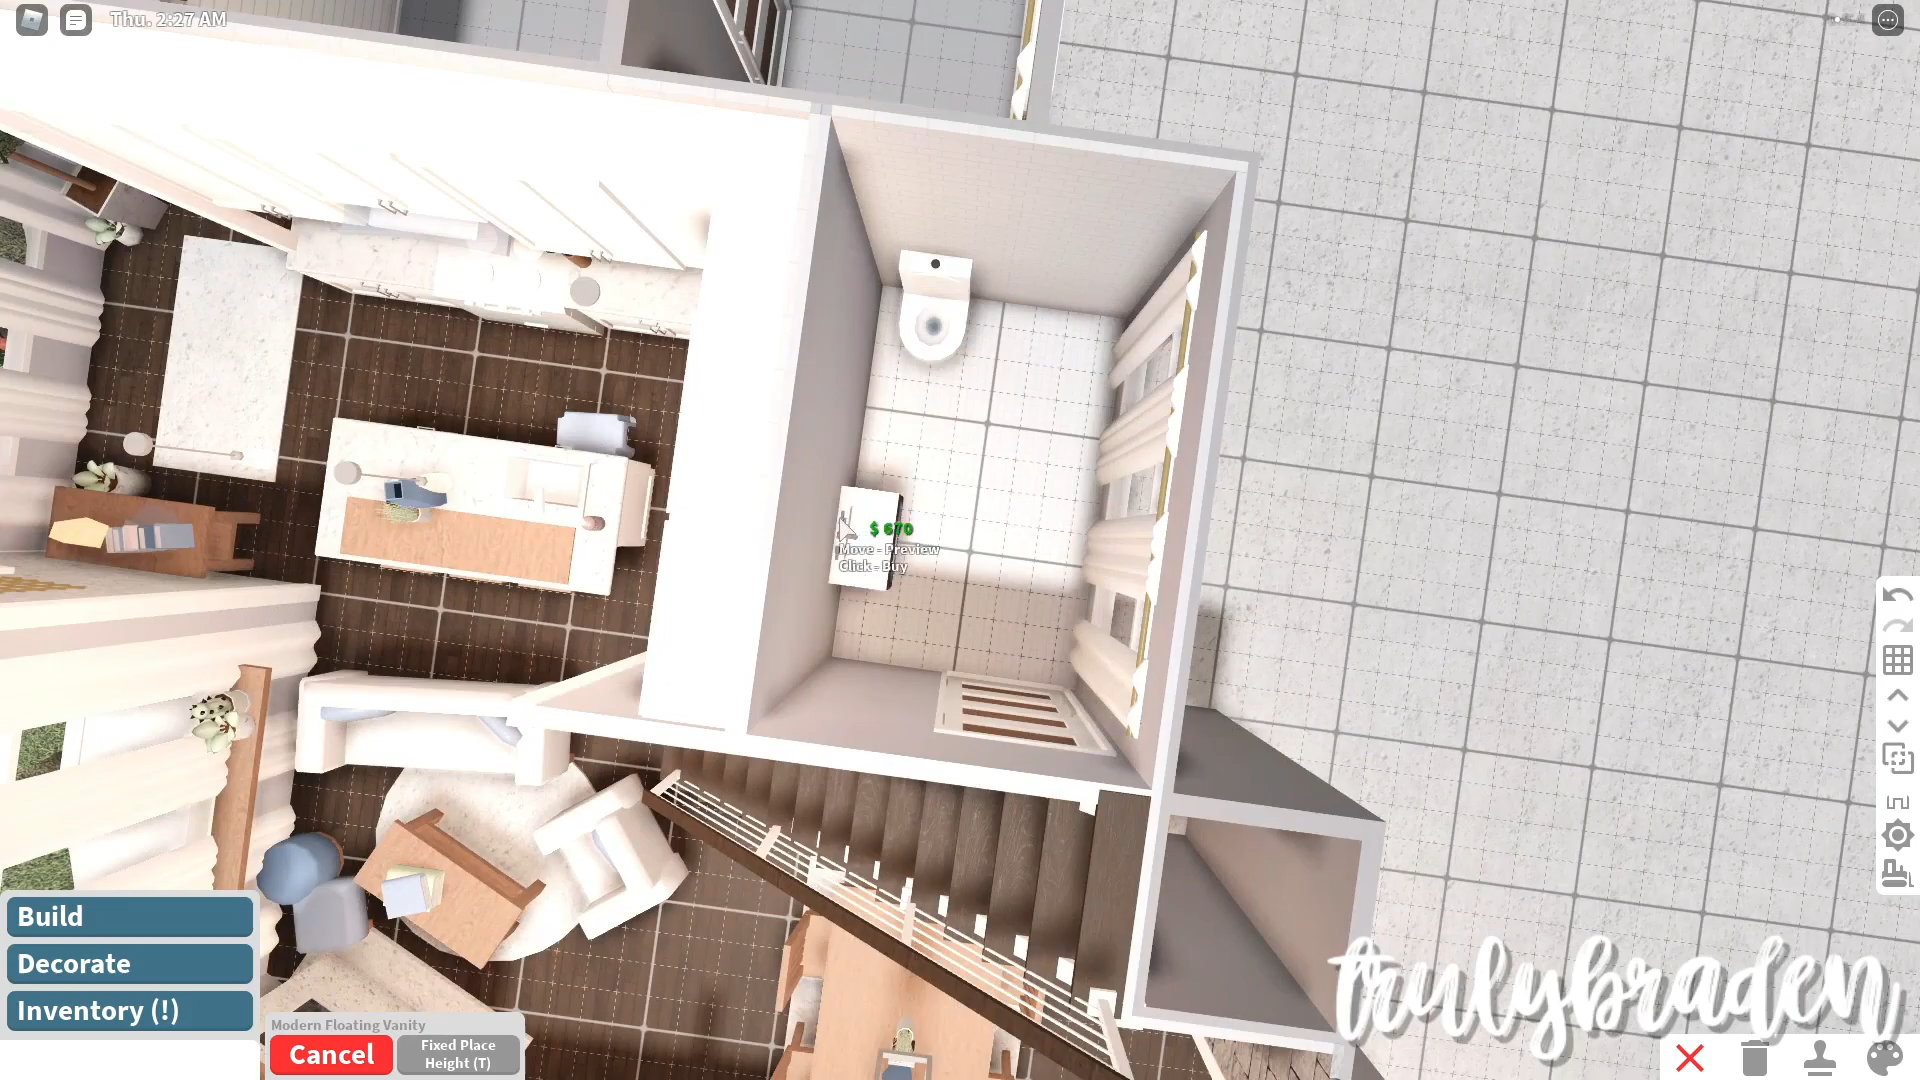 Thu. 2:27 AM
$ 670
Move - Preview
Click - Buy
Build
Decorate
Inventory (!)
Modern Floating Vanity
Cancel
Fixed Place
Height (T)
trulybraden